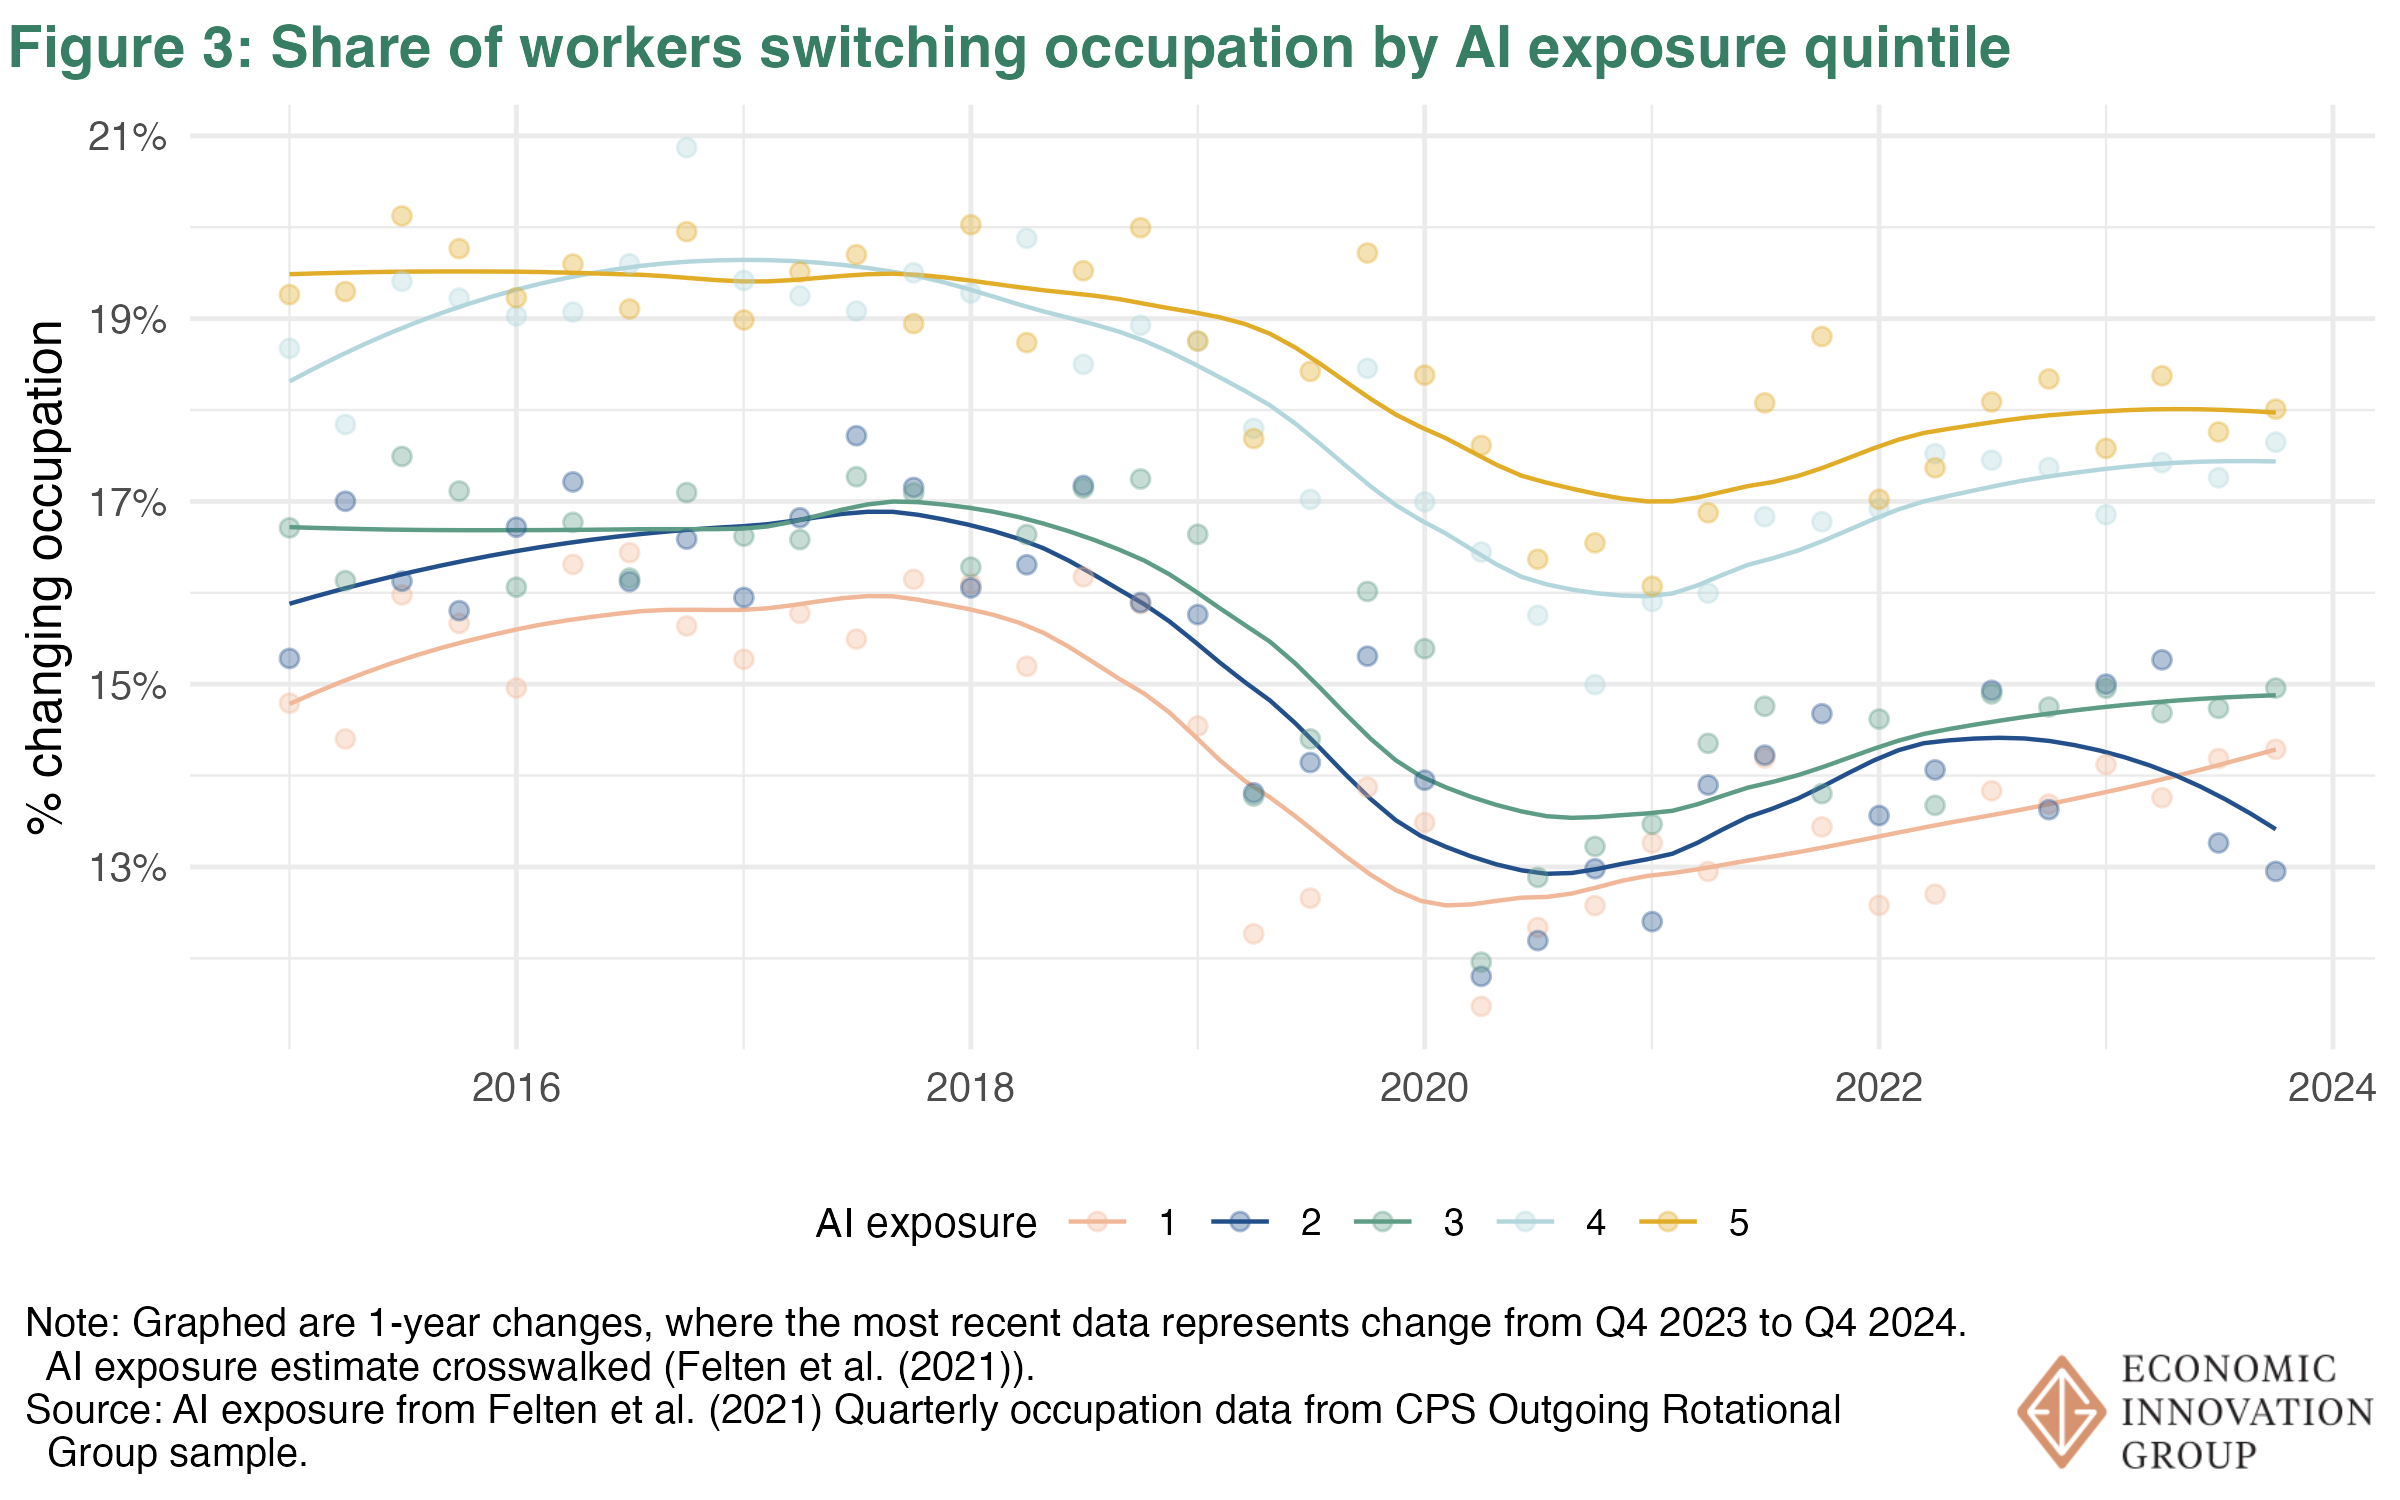 Figure 3: Share of workers switching occupation by AI exposure quintile
% changing occupation
21%
19%
17%
15%
13%
2016 2018 2020 2022 2024
AI exposure 1 2 3 4 5
Note: Graphed are 1-year changes, where the most recent data represents change from Q4 2023 to Q4 2024.
AI exposure estimate crosswalked (Felten et al. (2021)).
Source: AI exposure from Felten et al. (2021) Quarterly occupation data from CPS Outgoing Rotational
Group sample.
ECONOMIC
INNOVATION
GROUP